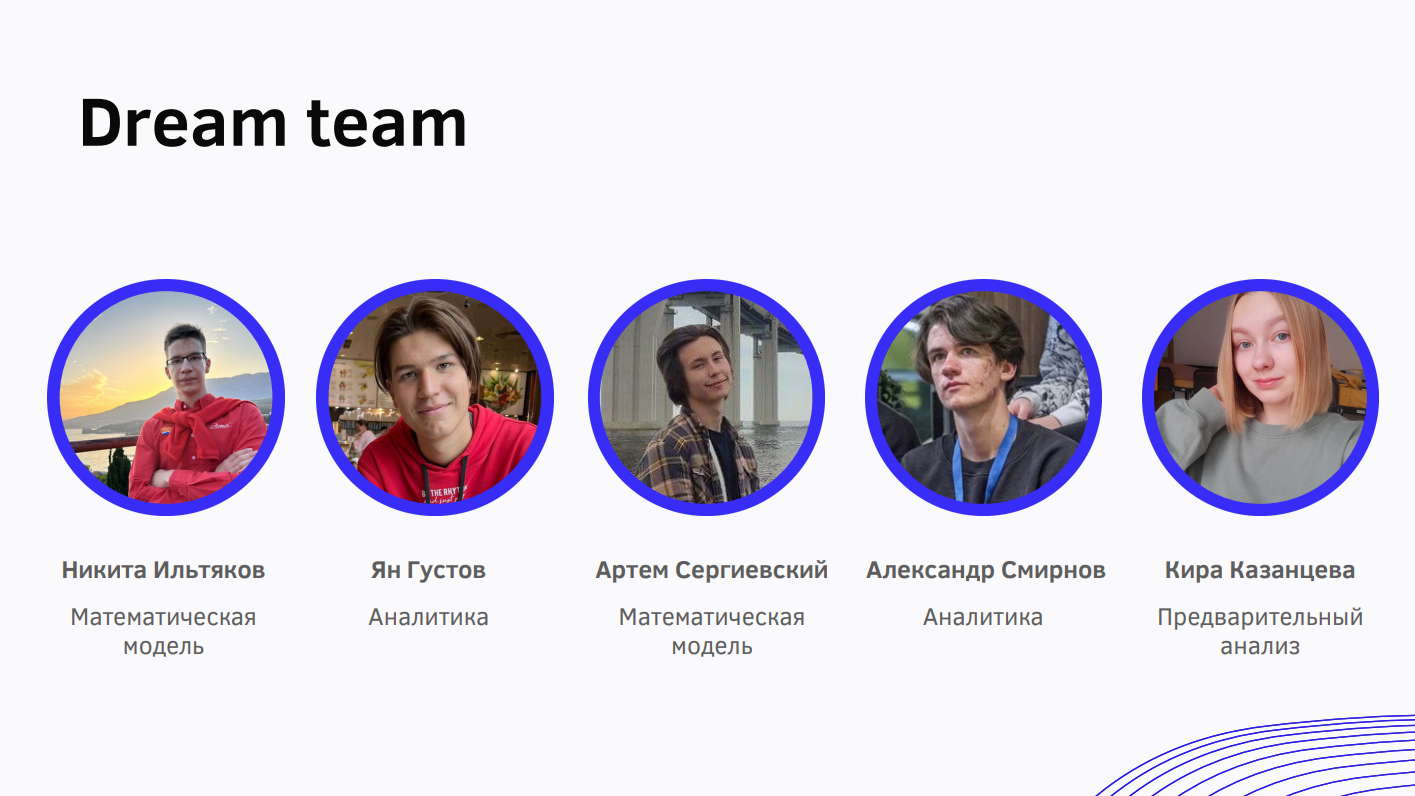 Dream team
Никита Ильтяков
Ян Густов
Артем Сергиевский
Александр Смирнов
Кира Казанцева
Математическая
модель
Аналитика
Математическая
модель
Аналитика
Предварительный
анализ